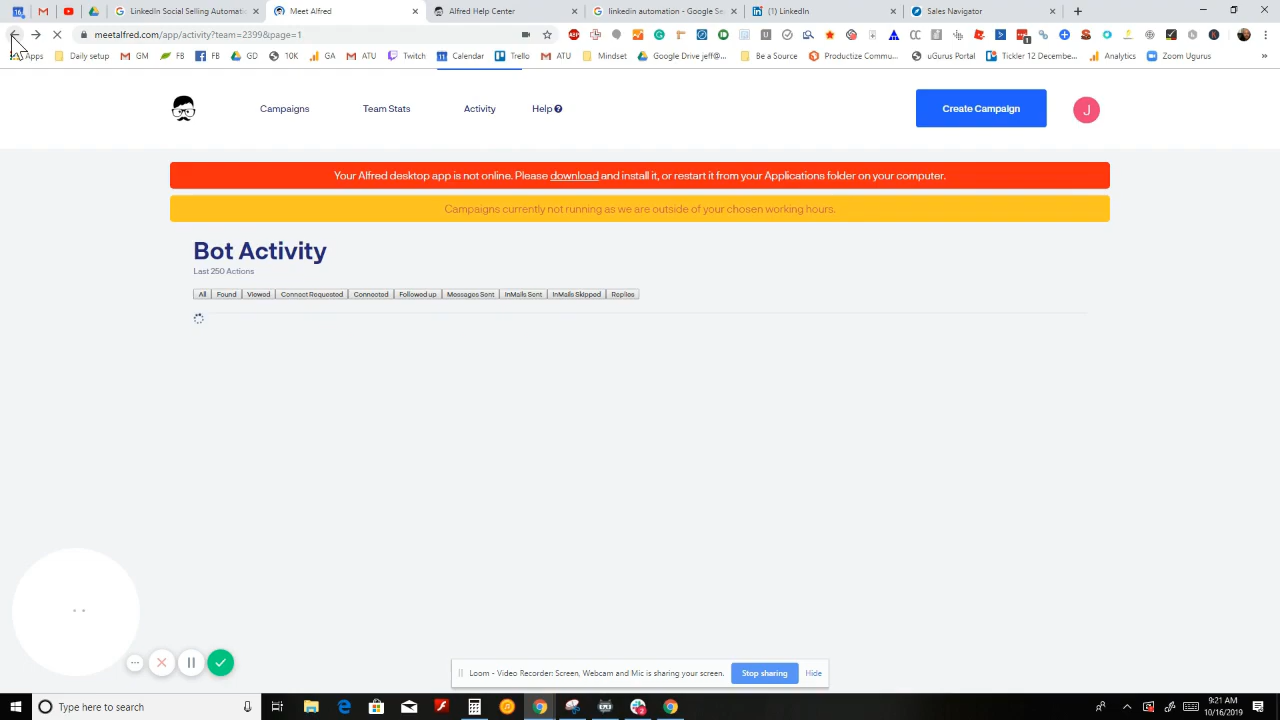 16
LinkedIn Social Selling Automati
Meet Alfred
Alfred Help Center
linkedin automation - Google Se
(1) LinkedIn
Sales Navigator
meetalfred.com/app/activity?team=2399&page=1
Apps
Daily setup
GM
FB
GD
10K
GA
ATU
Twitch
11
Calendar
Trello
ATU
Mindset
Google Drive jeff@...
Be a Source
Productize Commu...
uGurus Portal
Tickler 12 Decembe...
Analytics
Zoom Ugurus
»
Campaigns
Team Stats
Activity
Help
Create Campaign
J
Your Alfred desktop app is not online. Please download and install it, or restart it from your Applications folder on your computer.
Campaigns currently not running as we are outside of your chosen working hours.
Bot Activity
Last 250 Actions
All
Found
Viewed
Connect Requested
Connected
Followed up
Messages Sent
InMails Sent
InMails Skipped
Replies
Loom - Video Recorder: Screen, Webcam and Mic is sharing your screen.
Stop sharing
Hide
Type here to search
9:21 AM
10/16/2019